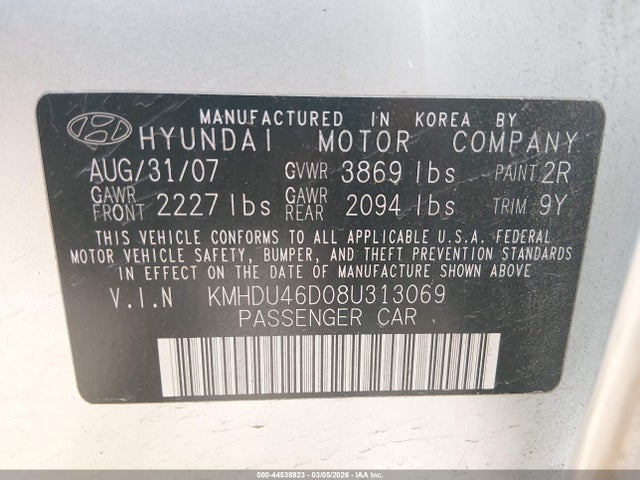 MANUFACTURED IN KOREA BY
HYUNDAI MOTOR COMPANY
AUG/31/07 GVWR 3869 lbs PAINT 2R
GAWR FRONT 2227 lbs GAWR REAR 2094 lbs TRIM 9Y
THIS VEHICLE CONFORMS TO ALL APPLICABLE U.S.A. FEDERAL
MOTOR VEHICLE SAFETY, BUMPER, AND THEFT PREVENTION STANDARDS
IN EFFECT ON THE DATE OF MANUFACTURE SHOWN ABOVE
V.I.N KMHDU46D08U313069
PASSENGER CAR
000-44538923 | 03/05/2026 - IAA, Inc.